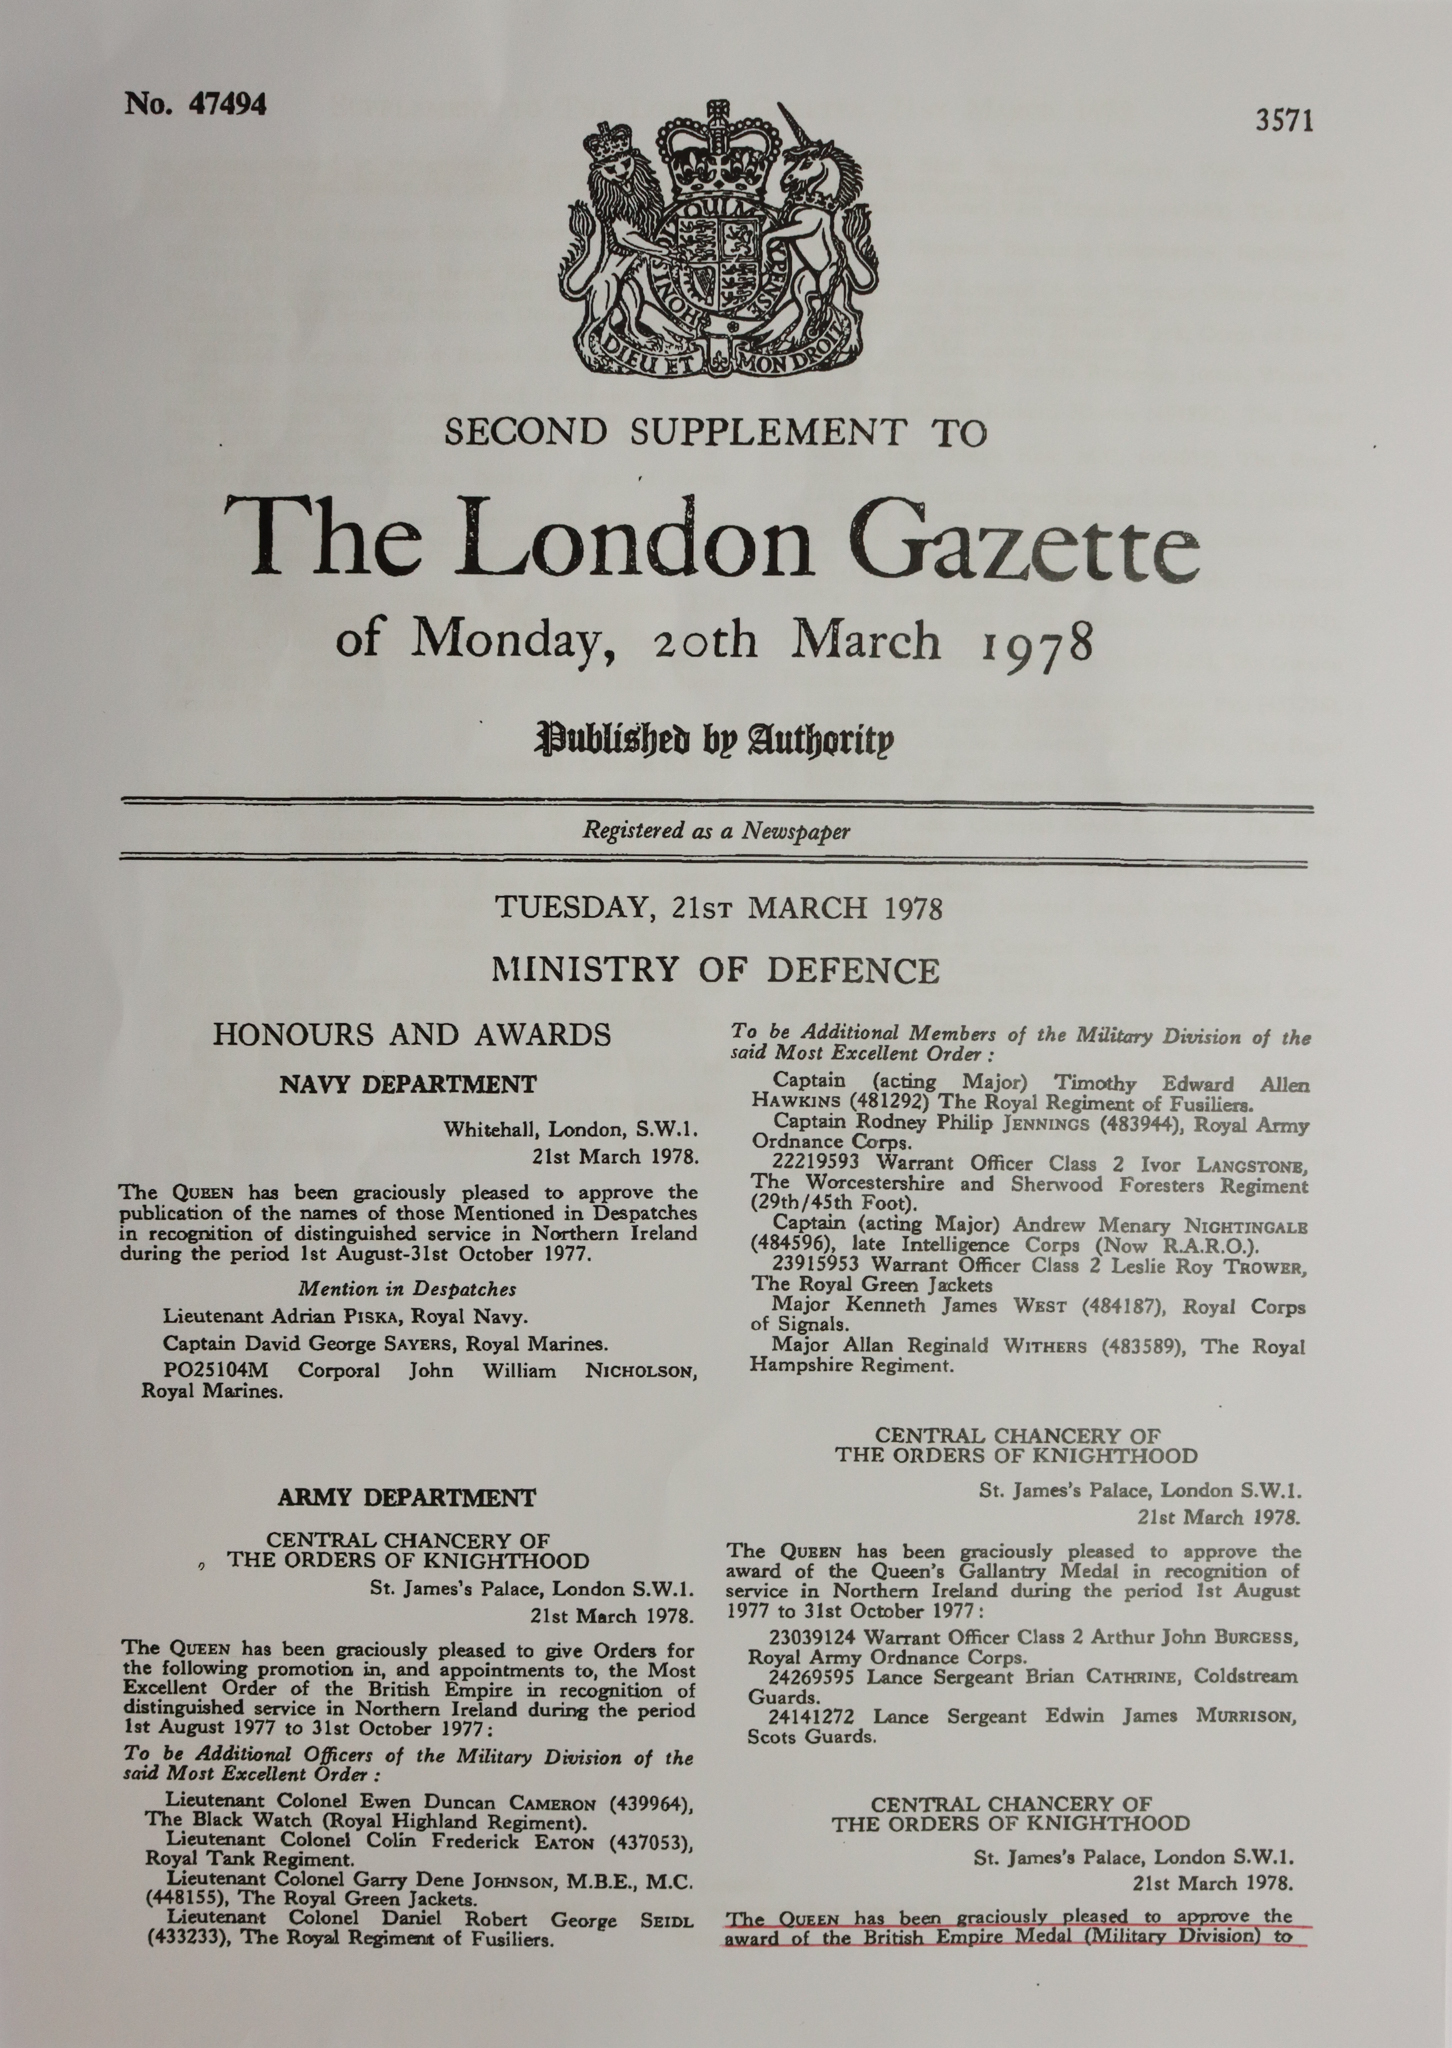 No. 47494
3571
HONI SOIT QUI MAL Y PENSE
DIEU ET MON DROIT
SECOND SUPPLEMENT TO
The London Gazette
of Monday, 20th March 1978
Published by Authority
Registered as a Newspaper
TUESDAY, 21ST MARCH 1978
MINISTRY OF DEFENCE
HONOURS AND AWARDS
NAVY DEPARTMENT
Whitehall, London, S.W.1.
21st March 1978.
The QUEEN has been graciously pleased to approve the
publication of the names of those Mentioned in Despatches
in recognition of distinguished service in Northern Ireland
during the period 1st August-31st October 1977.
Mention in Despatches
Lieutenant Adrian PISKA, Royal Navy.
Captain David George SAYERS, Royal Marines.
PO25104M Corporal John William NICHOLSON,
Royal Marines.
ARMY DEPARTMENT
CENTRAL CHANCERY OF
THE ORDERS OF KNIGHTHOOD
St. James's Palace, London S.W.1.
21st March 1978.
The QUEEN has been graciously pleased to give Orders for
the following promotion in, and appointments to, the Most
Excellent Order of the British Empire in recognition of
distinguished service in Northern Ireland during the period
1st August 1977 to 31st October 1977:
To be Additional Officers of the Military Division of the
said Most Excellent Order :
Lieutenant Colonel Ewen Duncan CAMERON (439964),
The Black Watch (Royal Highland Regiment).
Lieutenant Colonel Colin Frederick EATON (437053),
Royal Tank Regiment.
Lieutenant Colonel Garry Dene JOHNSON, M.B.E., M.C.
(448155), The Royal Green Jackets.
Lieutenant Colonel Daniel Robert George SEIDL
(433233), The Royal Regiment of Fusiliers.
To be Additional Members of the Military Division of the
said Most Excellent Order :
Captain (acting Major) Timothy Edward Allen
HAWKINS (481292) The Royal Regiment of Fusiliers.
Captain Rodney Philip JENNINGS (483944), Royal Army
Ordnance Corps.
22219593 Warrant Officer Class 2 Ivor LANGSTONE,
The Worcestershire and Sherwood Foresters Regiment
(29th/45th Foot).
Captain (acting Major) Andrew Menary NIGHTINGALE
(484596), late Intelligence Corps (Now R.A.R.O.).
23915953 Warrant Officer Class 2 Leslie Roy TROWER,
The Royal Green Jackets
Major Kenneth James WEST (484187), Royal Corps
of Signals.
Major Allan Reginald WITHERS (483589), The Royal
Hampshire Regiment.
CENTRAL CHANCERY OF
THE ORDERS OF KNIGHTHOOD
St. James's Palace, London S.W.1.
21st March 1978.
The QUEEN has been graciously pleased to approve the
award of the Queen's Gallantry Medal in recognition of
service in Northern Ireland during the period 1st August
1977 to 31st October 1977:
23039124 Warrant Officer Class 2 Arthur John BURGESS,
Royal Army Ordnance Corps.
24269595 Lance Sergeant Brian CATHRINE, Coldstream
Guards.
24141272 Lance Sergeant Edwin James MURRISON,
Scots Guards.
CENTRAL CHANCERY OF
THE ORDERS OF KNIGHTHOOD
St. James's Palace, London S.W.1.
21st March 1978.
The QUEEN has been graciously pleased to approve the
award of the British Empire Medal (Military Division) to